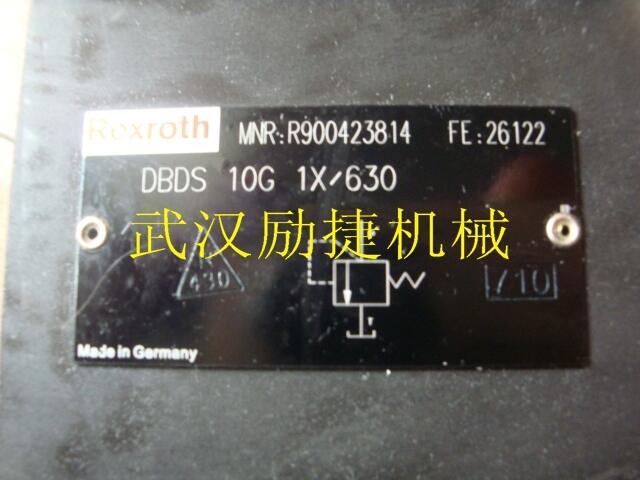 Rexroth MNR:R900423814 FE:26122
DBDS 10G 1X/630
武汉励捷机械
430
710
Made in Germany